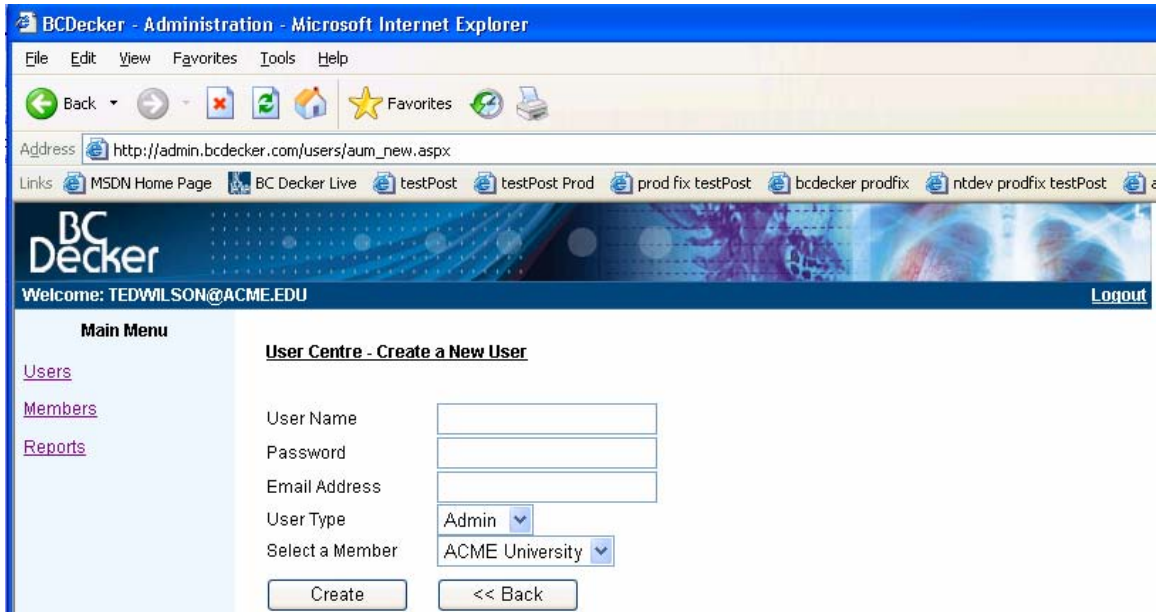 BCDecker - Administration - Microsoft Internet Explorer
File Edit View Favorites Tools Help
Back Favorites
Address http://admin.bcdecker.com/users/aum_new.aspx
Links MSDN Home Page BC Decker Live testPost testPost Prod prod fix testPost bcdecker prodfix ntdev prodfix testPost
BC
Decker
Welcome: TEDWILSON@ACME.EDU Logout
Main Menu
User Centre - Create a New User
Users
Members
Reports
User Name
Password
Email Address
User Type Admin
Select a Member ACME University
Create << Back